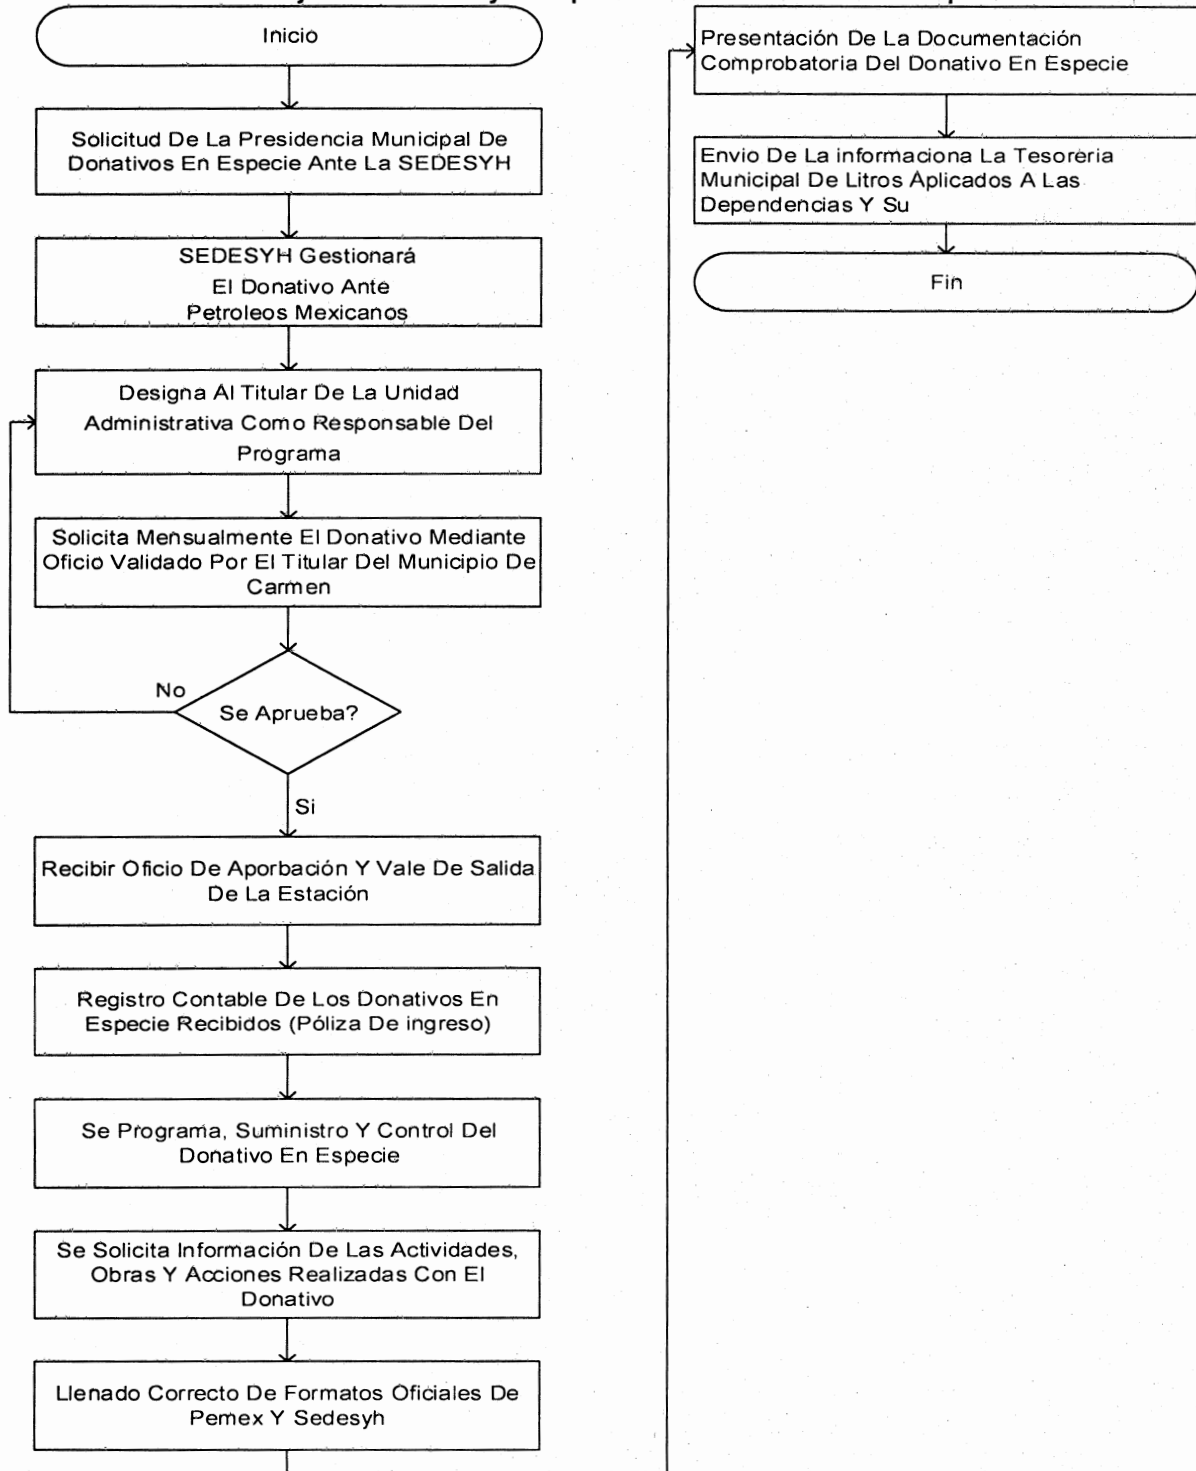 Inicio
Solicitud De La Presidencia Municipal De
Donativos En Especie Ante La SEDESYH
SEDESYH Gestionará
El Donativo Ante
Petroleos Mexicanos
Designa Al Titular De La Unidad
Administrativa Como Responsable Del
Programa
Solicita Mensualmente El Donativo Mediante
Oficio Validado Por El Titular Del Municipio De
Carmen
No
Se Aprueba?
Si
Recibir Oficio De Aporbación Y Vale De Salida
De La Estación
Registro Contable De Los Donativos En
Especie Recibidos (Póliza De ingreso)
Se Programa, Suministro Y Control Del
Donativo En Especie
Se Solicita Información De Las Actividades,
Obras Y Acciones Realizadas Con El
Donativo
Llenado Correcto De Formatos Oficiales De
Pemex Y Sedesyh
Presentación De La Documentación
Comprobatoria Del Donativo En Especie
Envio De La informaciona La Tesoreria
Municipal De Litros Aplicados A Las
Dependencias Y Su
Fin